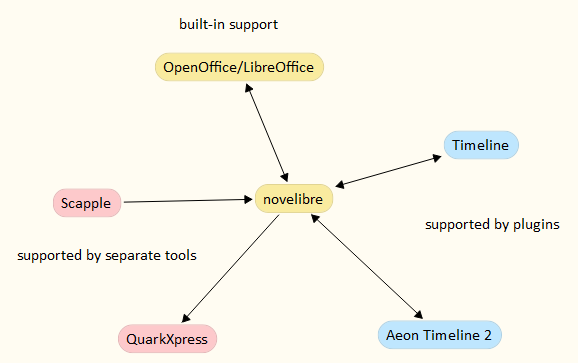 built-in support
OpenOffice/LibreOffice
Timeline
Scapple
novelibre
supported by plugins
supported by separate tools
QuarkXpress
Aeon Timeline 2